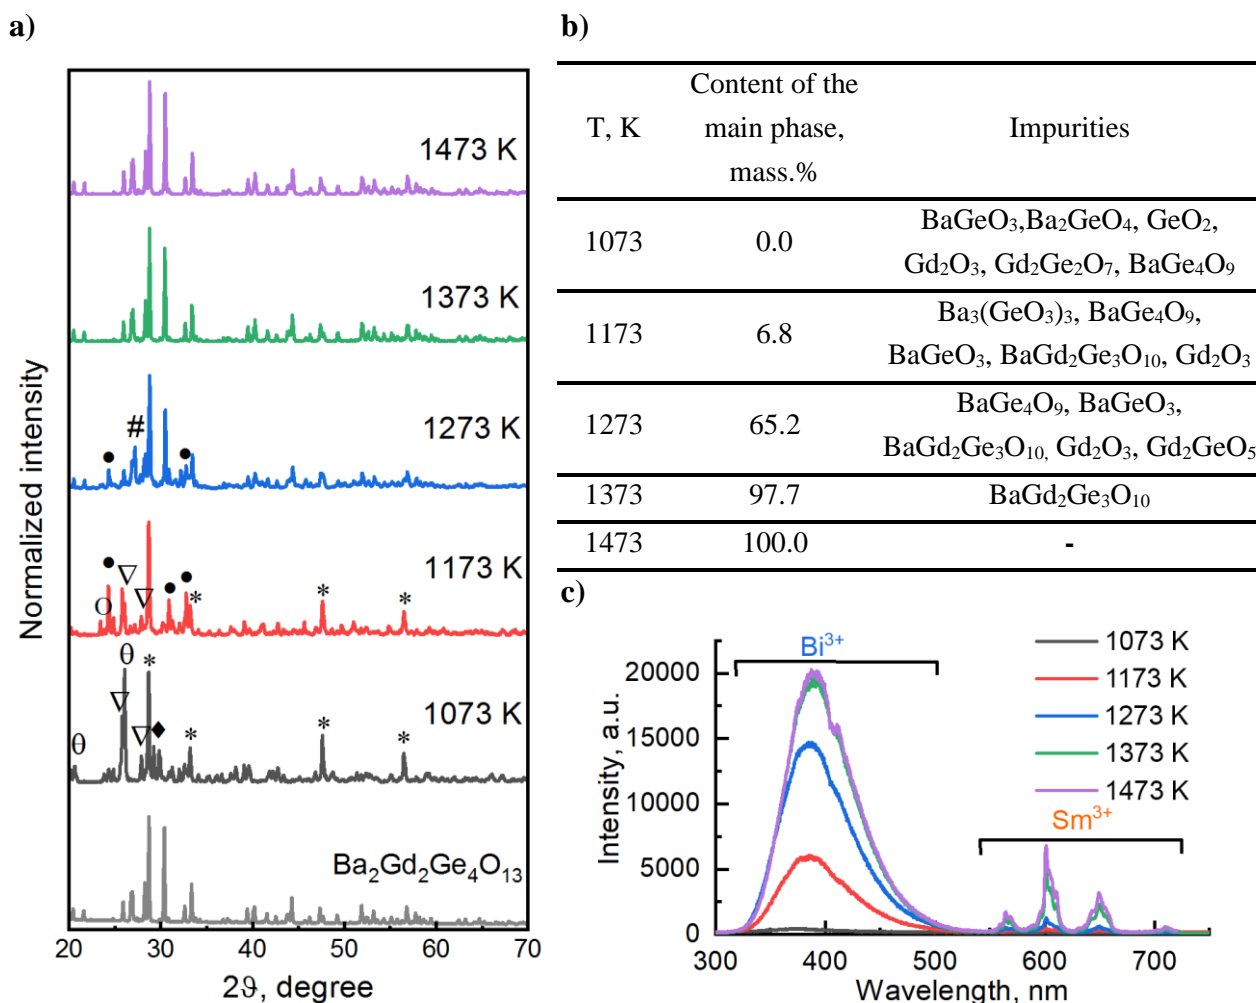 a)
1473 K
1373 K
1273 K
#
●
●
1173 K
●
▽
▽
○
●
●
*
*
*
1073 K
θ
θ
▽
▽
*
◆
*
*
*
Ba₂Gd₂Ge₄O₁₃
Normalized intensity
20 30 40 50 60 70
2ϑ, degree
b)
T, K
Content of the
main phase,
mass.%
Impurities
1073
0.0
BaGeO₃,Ba₂GeO₄, GeO₂,
Gd₂O₃, Gd₂Ge₂O₇, BaGe₄O₉
1173
6.8
Ba₃(GeO₃)₃, BaGe₄O₉,
BaGeO₃, BaGd₂Ge₃O₁₀, Gd₂O₃
1273
65.2
BaGe₄O₉, BaGeO₃,
BaGd₂Ge₃O₁₀, Gd₂O₃, Gd₂GeO₅
1373
97.7
BaGd₂Ge₃O₁₀
1473
100.0
-
c)
Intensity, a.u.
20000
15000
10000
5000
0
Bi³⁺
1073 K
1173 K
1273 K
1373 K
1473 K
Sm³⁺
300 400 500 600 700
Wavelength, nm